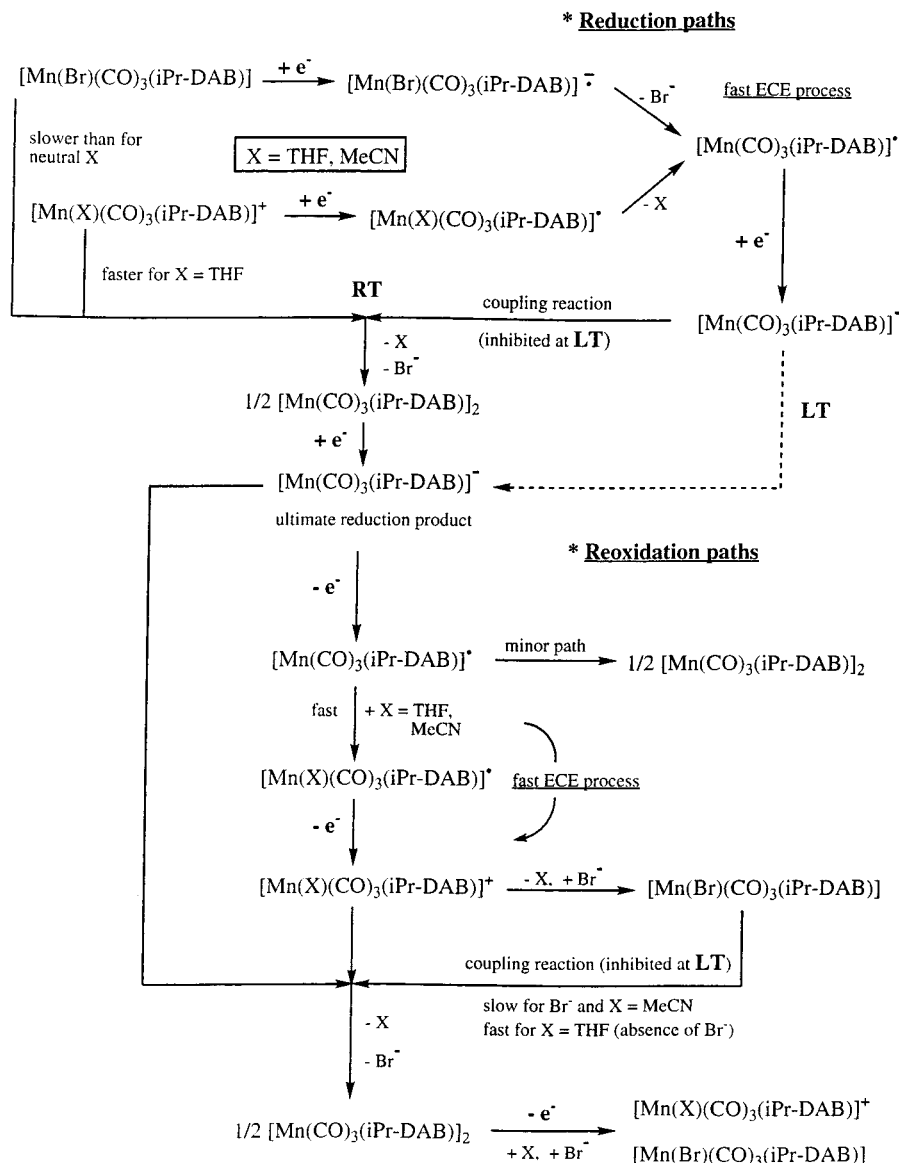 * Reduction paths
[Mn(Br)(CO)3(iPr-DAB)] + e- [Mn(Br)(CO)3(iPr-DAB)]•-
- Br-
fast ECE process
slower than for
neutral X
X = THF, MeCN
[Mn(CO)3(iPr-DAB)]•
[Mn(X)(CO)3(iPr-DAB)]+ + e- [Mn(X)(CO)3(iPr-DAB)]•
- X
+ e-
faster for X = THF
RT
coupling reaction
[Mn(CO)3(iPr-DAB)]-
(inhibited at LT)
- X
- Br-
1/2 [Mn(CO)3(iPr-DAB)]2
LT
+ e-
[Mn(CO)3(iPr-DAB)]-
ultimate reduction product
* Reoxidation paths
- e-
[Mn(CO)3(iPr-DAB)]• minor path 1/2 [Mn(CO)3(iPr-DAB)]2
fast + X = THF,
MeCN
[Mn(X)(CO)3(iPr-DAB)]• fast ECE process
- e-
[Mn(X)(CO)3(iPr-DAB)]+ - X, + Br- [Mn(Br)(CO)3(iPr-DAB)]
coupling reaction (inhibited at LT)
slow for Br- and X = MeCN
fast for X = THF (absence of Br-)
- X
- Br-
1/2 [Mn(CO)3(iPr-DAB)]2 - e- [Mn(X)(CO)3(iPr-DAB)]+
+ X, + Br- [Mn(Br)(CO)3(iPr-DAB)]